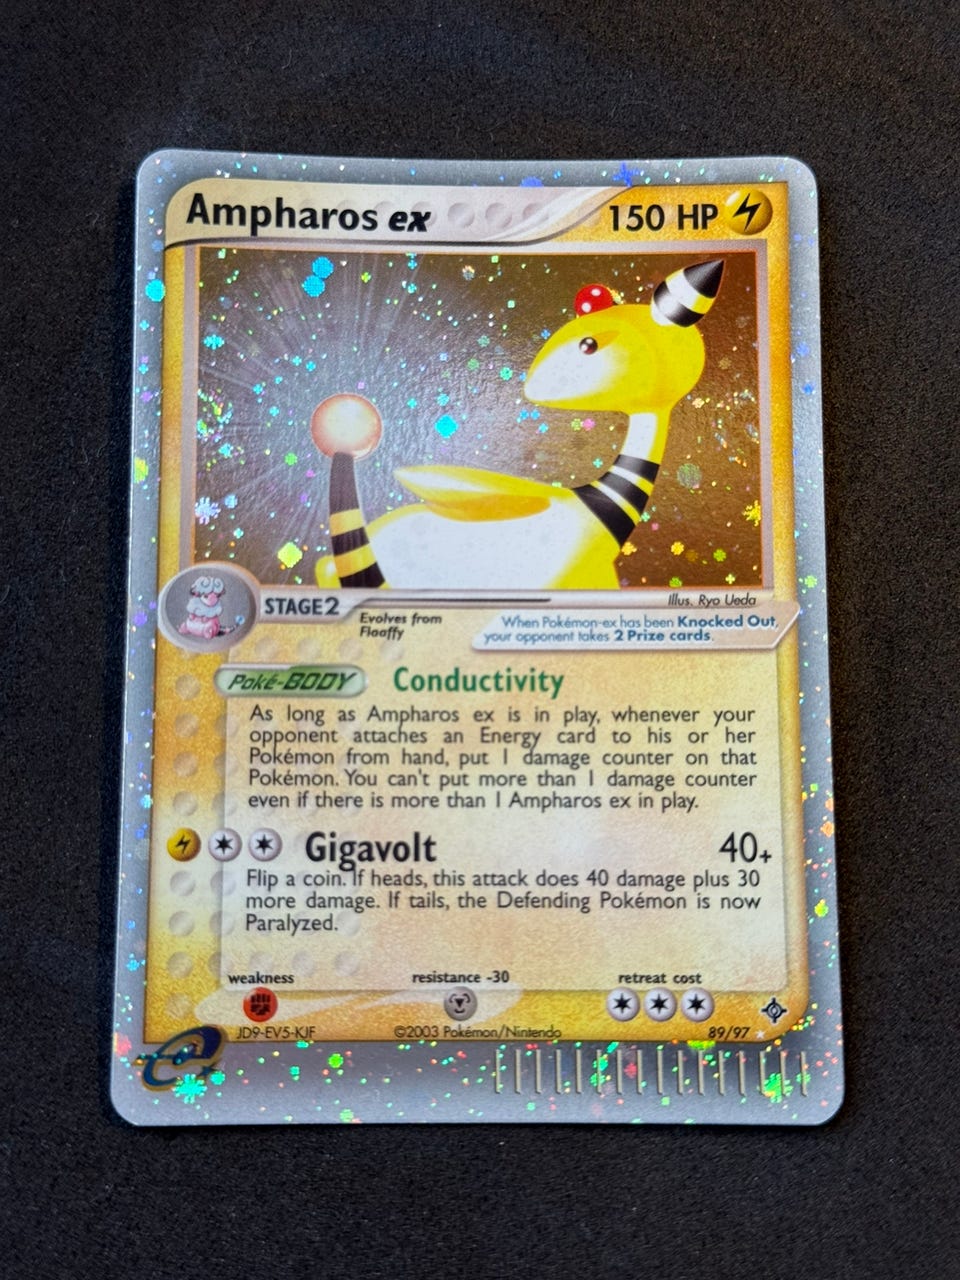 Ampharos ex 150 HP
Illus. Ryo Ueda
STAGE2
Evolves from
Flaaffy
When Pokémon-ex has been Knocked Out,
your opponent takes 2 Prize cards.
Poké-BODY Conductivity
As long as Ampharos ex is in play, whenever your
opponent attaches an Energy card to his or her
Pokémon from hand, put 1 damage counter on that
Pokémon. You can't put more than 1 damage counter
even if there is more than 1 Ampharos ex in play.
Gigavolt 40+
Flip a coin. If heads, this attack does 40 damage plus 30
more damage. If tails, the Defending Pokémon is now
Paralyzed.
weakness resistance -30 retreat cost
JD9-EV5-KJF ©2003 Pokémon/Nintendo 89/97
e